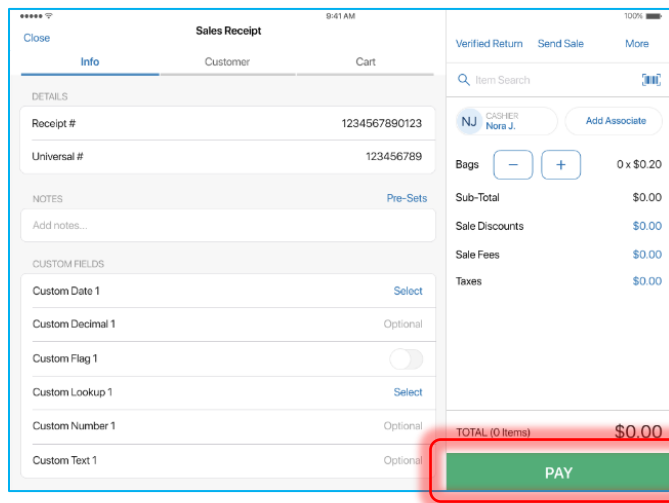 9:41 AM
100%
Close
Sales Receipt
Verified Return Send Sale More
Info Customer Cart
Item Search
DETAILS
Receipt # 1234567890123
Universal # 123456789
NJ CASHIER
Nora J.
Add Associate
Bags − + 0 x $0.20
NOTES Pre-Sets
Add notes...
Sub-Total $0.00
Sale Discounts $0.00
Sale Fees $0.00
Taxes $0.00
CUSTOM FIELDS
Custom Date 1 Select
Custom Decimal 1 Optional
Custom Flag 1
Custom Lookup 1 Select
Custom Number 1 Optional
Custom Text 1 Optional
TOTAL (0 Items) $0.00
PAY